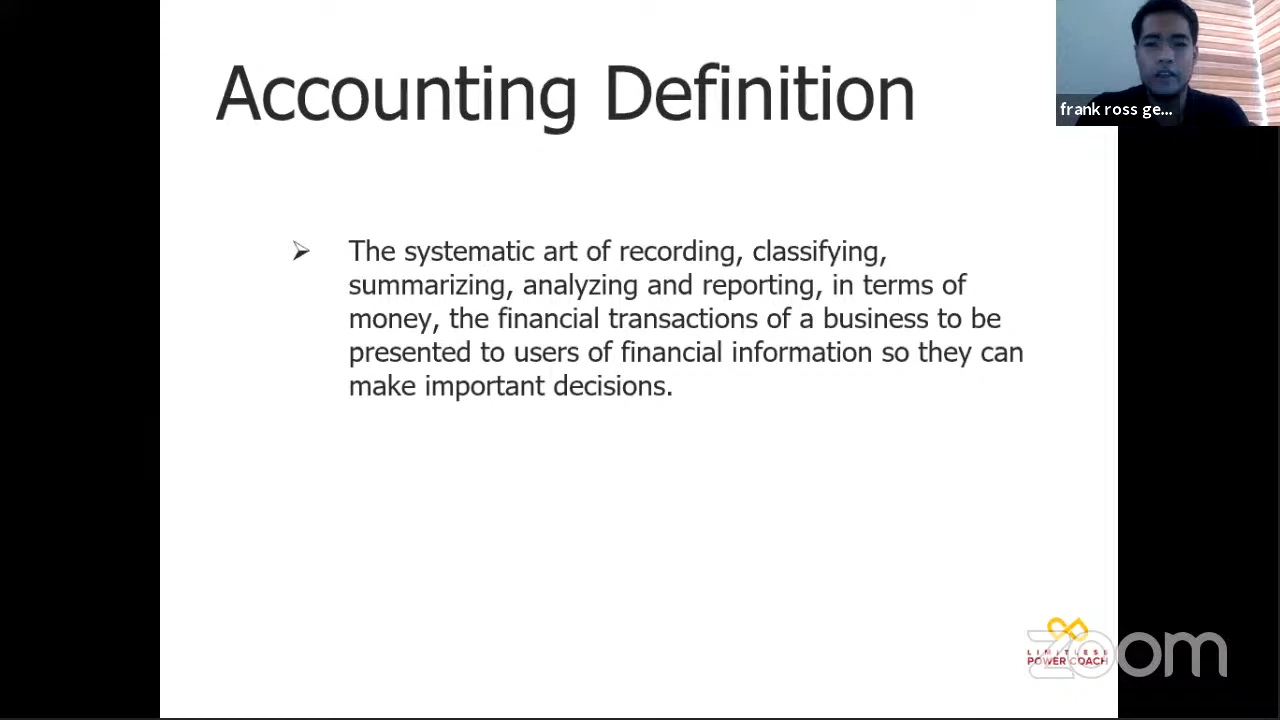 Accounting Definition
frank ross ge...
➢ The systematic art of recording, classifying,
summarizing, analyzing and reporting, in terms of
money, the financial transactions of a business to be
presented to users of financial information so they can
make important decisions.
LIMITLESS
POWER COACH
zoom